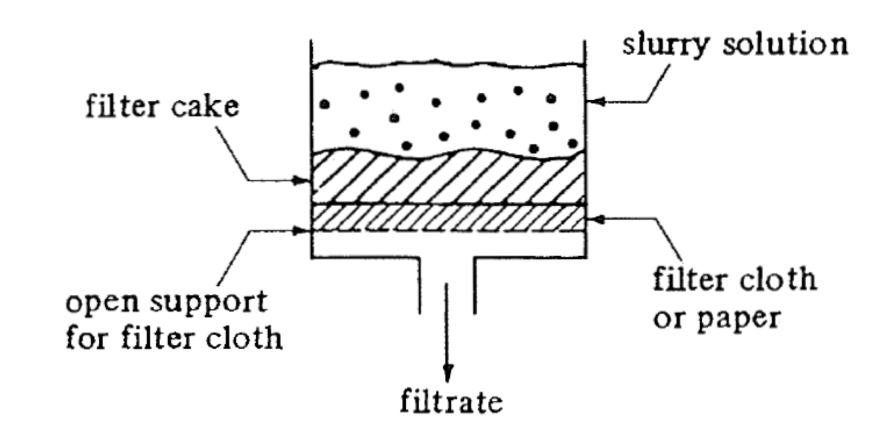 slurry solution
filter cake
open support
for filter cloth
filter cloth
or paper
filtrate